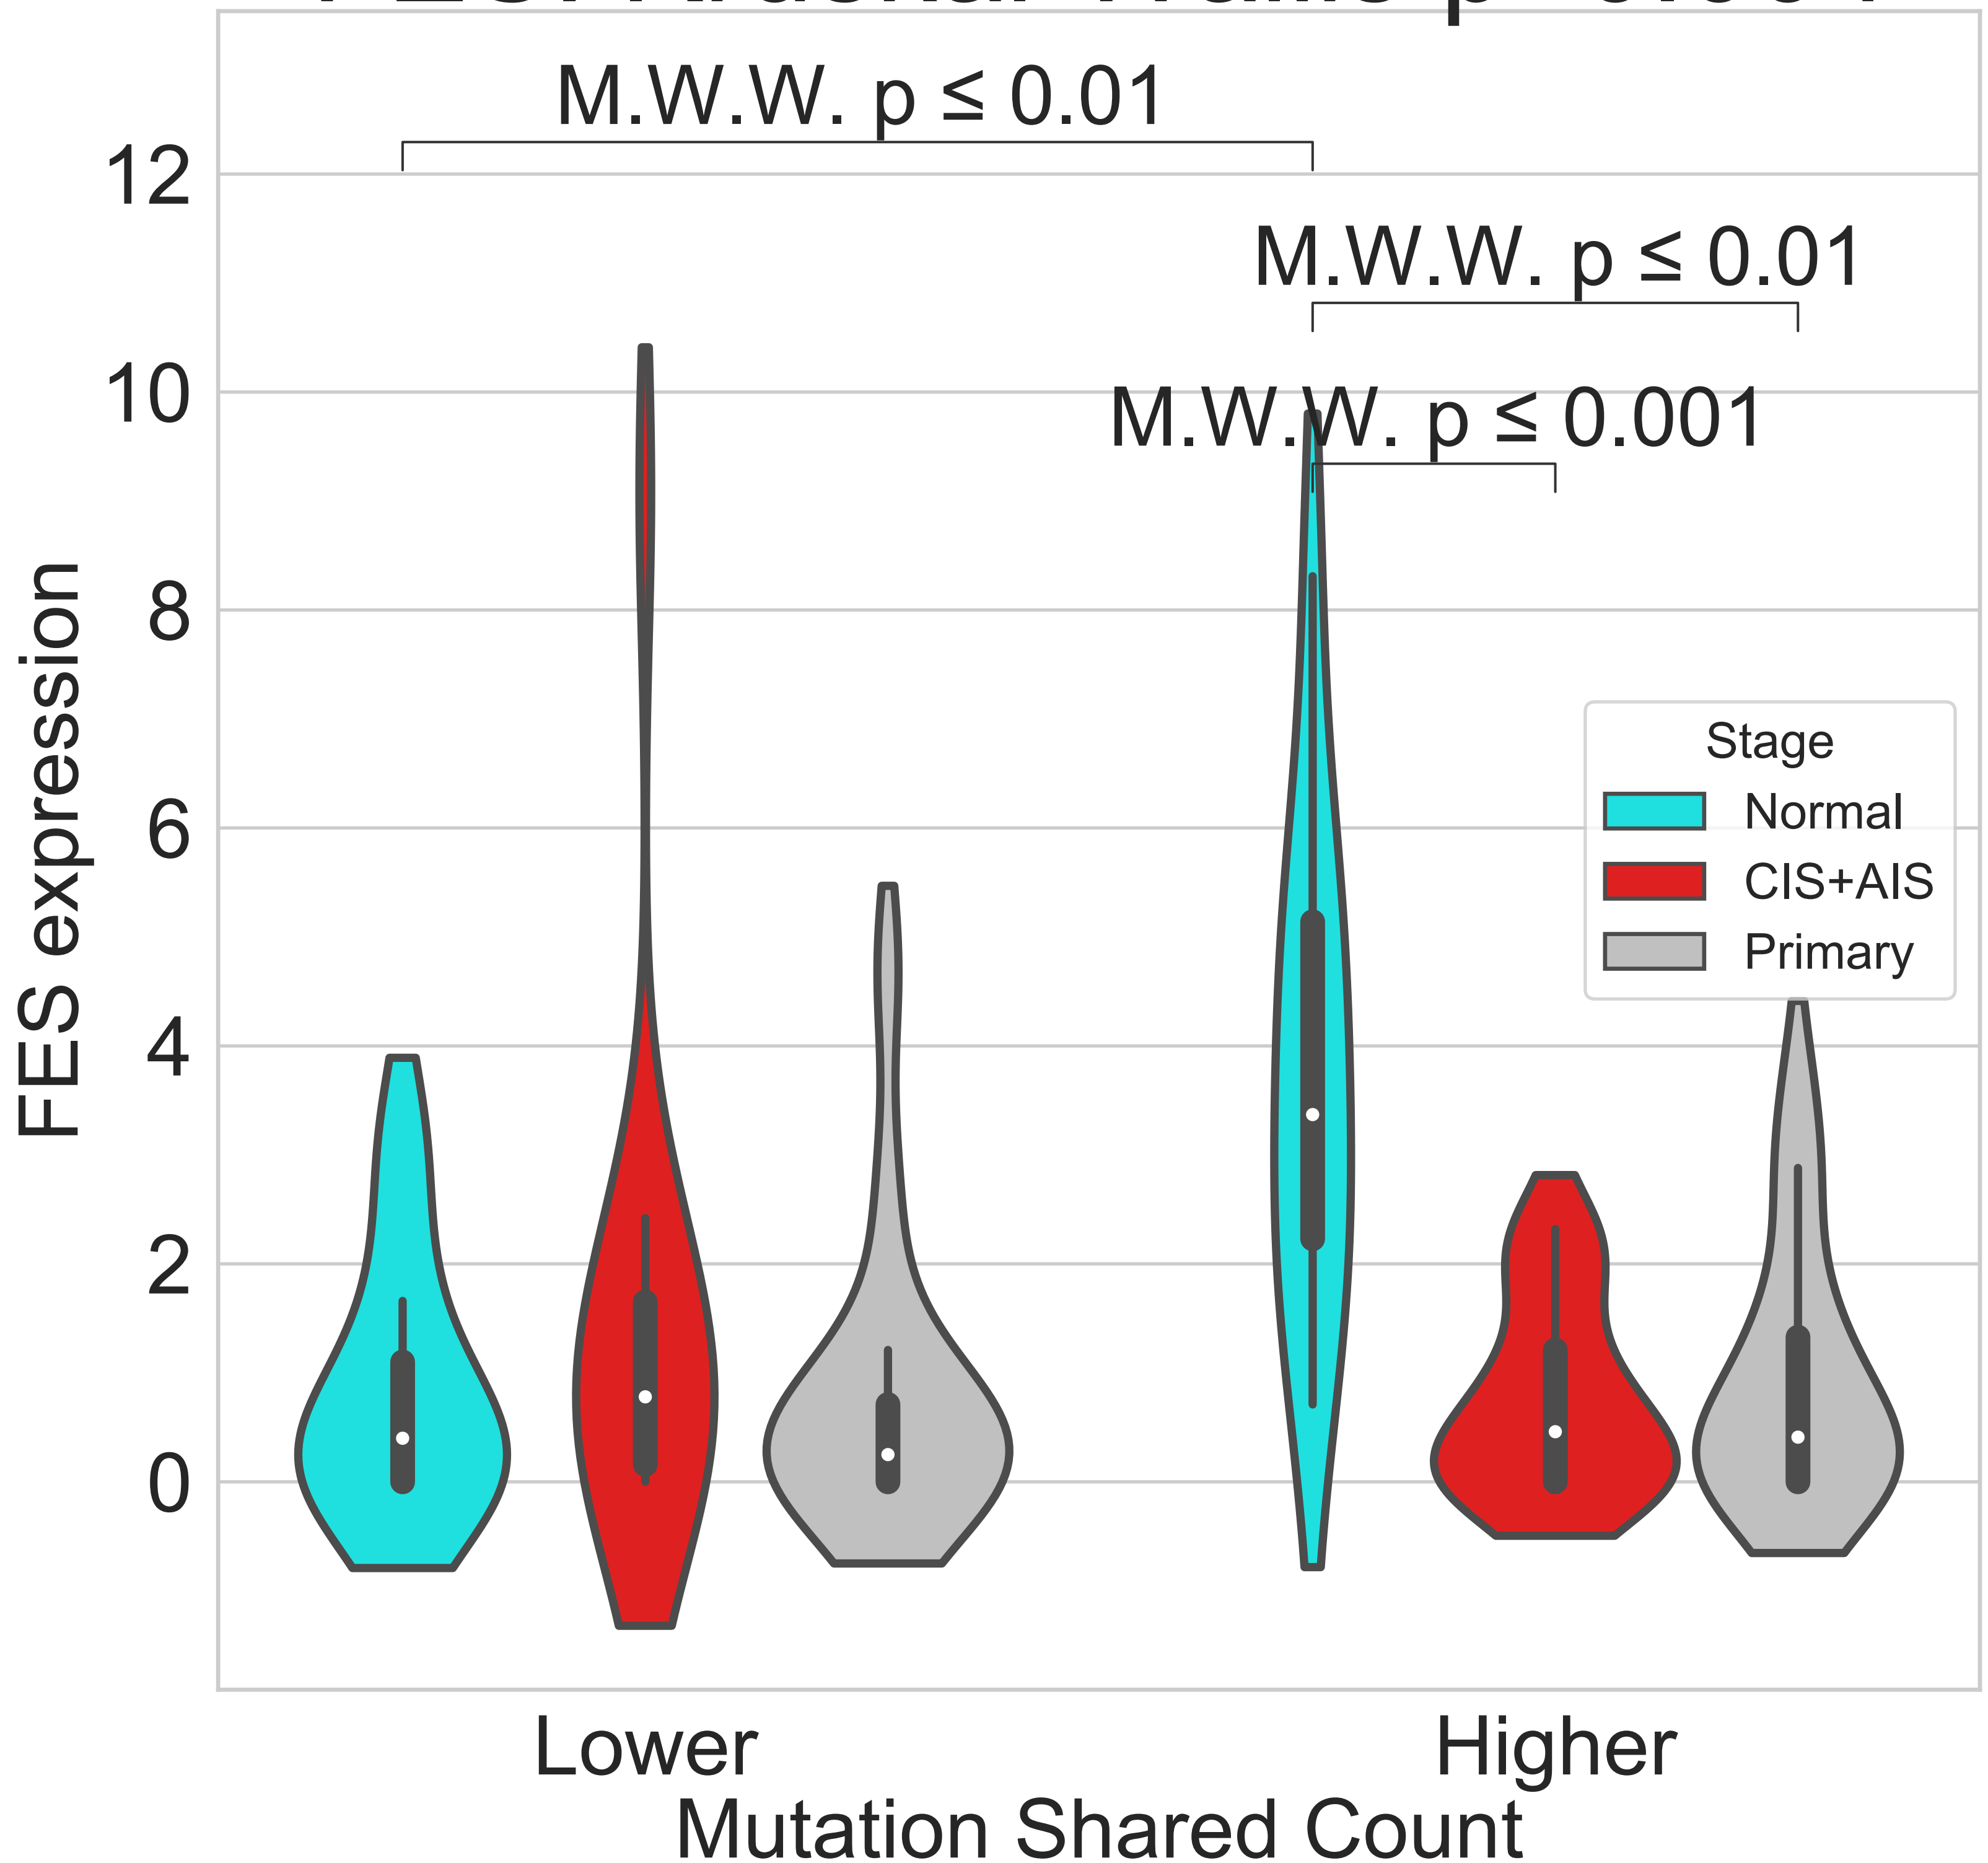 M.W.W. p ≤ 0.01
M.W.W. p ≤ 0.01
M.W.W. p ≤ 0.001
12
10
8
6
4
2
0
FES expression
Stage
Normal
CIS+AIS
Primary
Lower
Higher
Mutation Shared Count